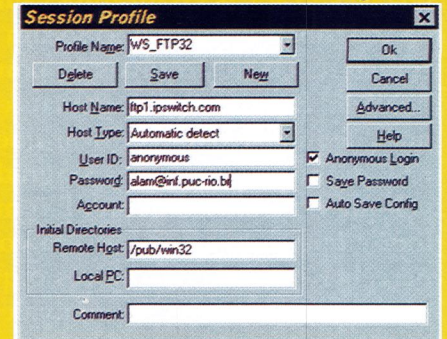 Session Profile
Profile Name: WS_FTP32
Ok
Delete Save New
Cancel
Host Name: ftp1.ipswitch.com
Advanced...
Host Type: Automatic detect
Help
User ID: anonymous
Anonymous Login
Password: alam@inf.puc-rio.br
Save Password
Account:
Auto Save Config
Initial Directories
Remote Host: /pub/win32
Local PC:
Comment: